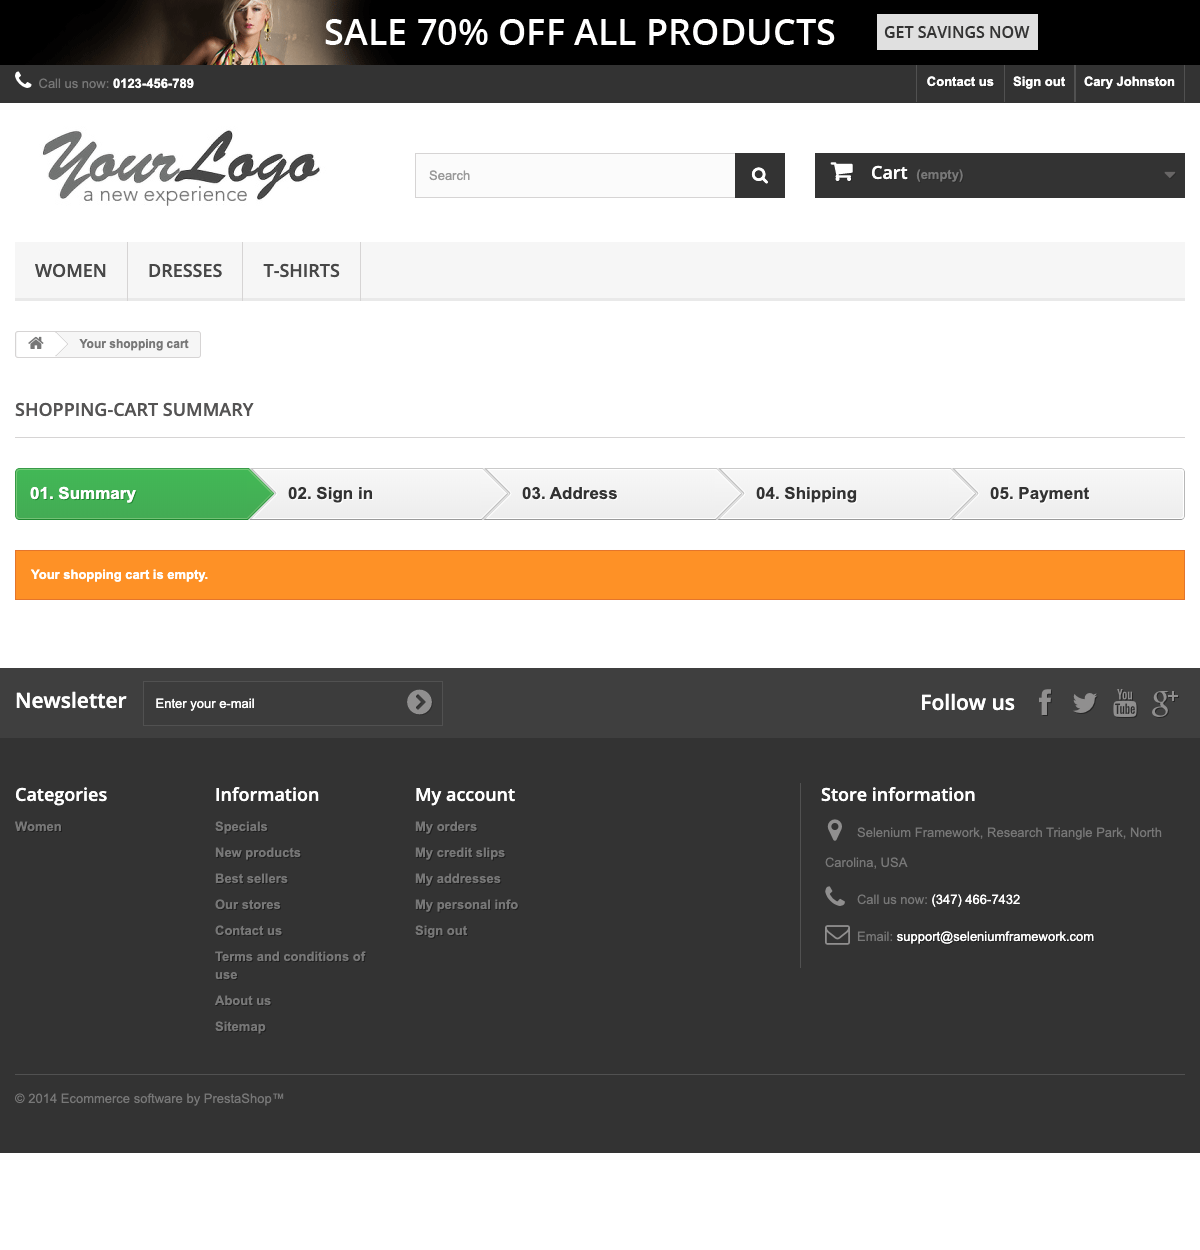 SALE 70% OFF ALL PRODUCTS
GET SAVINGS NOW
Call us now: 0123-456-789
Contact us
Sign out
Cary Johnston
YourLogo
a new experience
Search
Cart (empty)
WOMEN
DRESSES
T-SHIRTS
Your shopping cart
SHOPPING-CART SUMMARY
01. Summary
02. Sign in
03. Address
04. Shipping
05. Payment
Your shopping cart is empty.
Newsletter
Enter your e-mail
Follow us
You
Tube
g+
Categories
Women
Information
Specials
New products
Best sellers
Our stores
Contact us
Terms and conditions of
use
About us
Sitemap
My account
My orders
My credit slips
My addresses
My personal info
Sign out
Store information
Selenium Framework, Research Triangle Park, North
Carolina, USA
Call us now: (347) 466-7432
Email: support@seleniumframework.com
© 2014 Ecommerce software by PrestaShop™